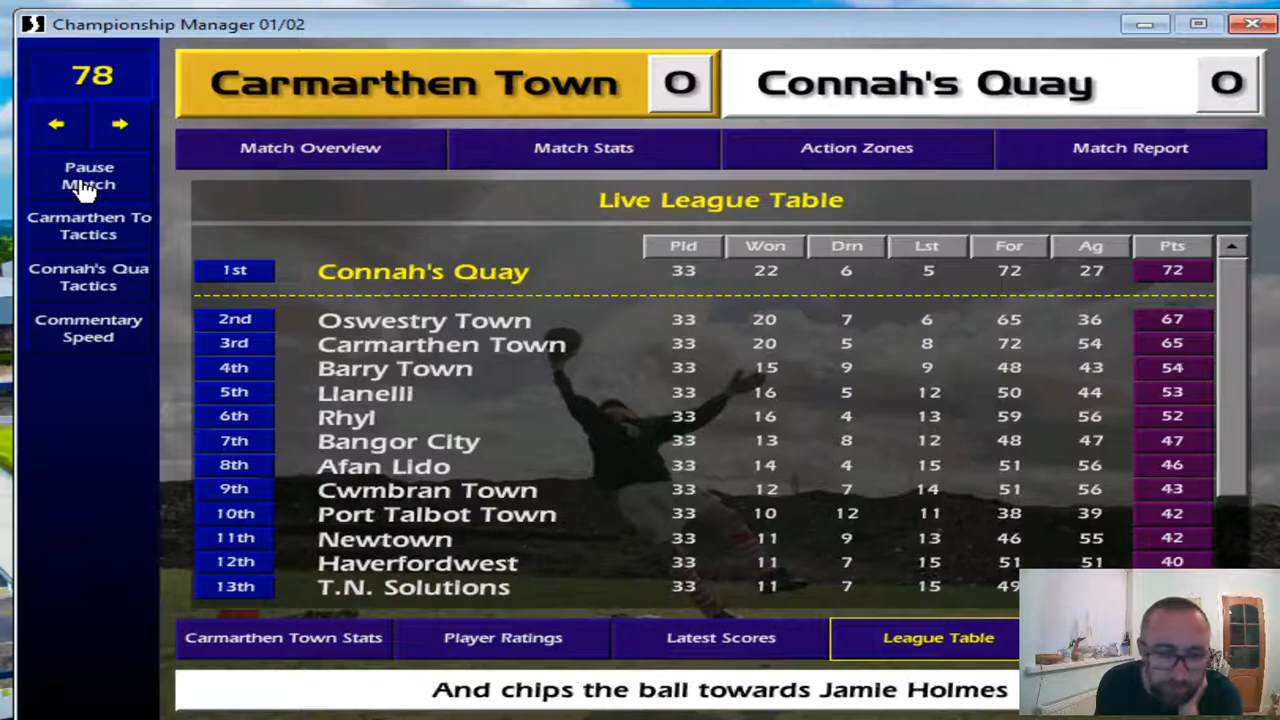 Championship Manager 01/02
78
Carmarthen Town 0 Connah's Quay 0
Match Overview Match Stats Action Zones Match Report
Pause Match
Carmarthen To Tactics
Connah's Qua Tactics
Commentary Speed
Live League Table
Pld Won Drn Lst For Ag Pts
1st Connah's Quay 33 22 6 5 72 27 72
2nd Oswestry Town 33 20 7 6 65 36 67
3rd Carmarthen Town 33 20 5 8 72 54 65
4th Barry Town 33 15 9 9 48 43 54
5th Llanelli 33 16 5 12 50 44 53
6th Rhyl 33 16 4 13 59 56 52
7th Bangor City 33 13 8 12 48 47 47
8th Afan Lido 33 14 4 15 51 56 46
9th Cwmbran Town 33 12 7 14 51 56 43
10th Port Talbot Town 33 10 12 11 38 39 42
11th Newtown 33 11 9 13 46 55 42
12th Haverfordwest 33 11 7 15 51 51 40
13th T.N. Solutions 33 11 7 15 49
Carmarthen Town Stats Player Ratings Latest Scores League Table
And chips the ball towards Jamie Holmes